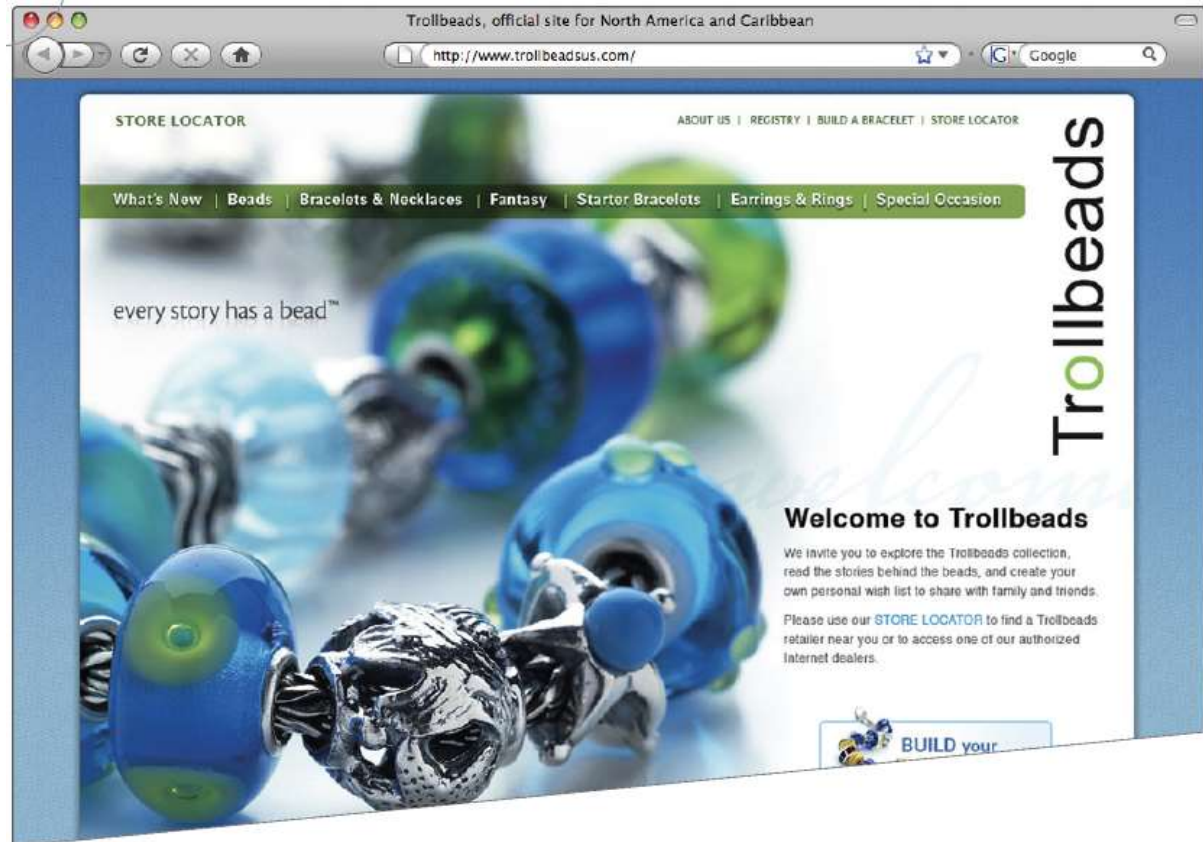 Trollbeads, official site for North America and Caribbean
http://www.trollbeadsus.com/
G
Google
STORE LOCATOR
ABOUT US | REGISTRY | BUILD A BRACELET | STORE LOCATOR
What's New | Beads | Bracelets & Necklaces | Fantasy | Starter Bracelets | Earrings & Rings | Special Occasion
Trollbeads
every story has a bead™
welcome
Welcome to Trollbeads
We invite you to explore the Trollbeads collection,
read the stories behind the beads, and create your
own personal wish list to share with family and friends.
Please use our STORE LOCATOR to find a Trollbeads
retailer near you or to access one of our authorized
Internet dealers.
BUILD your